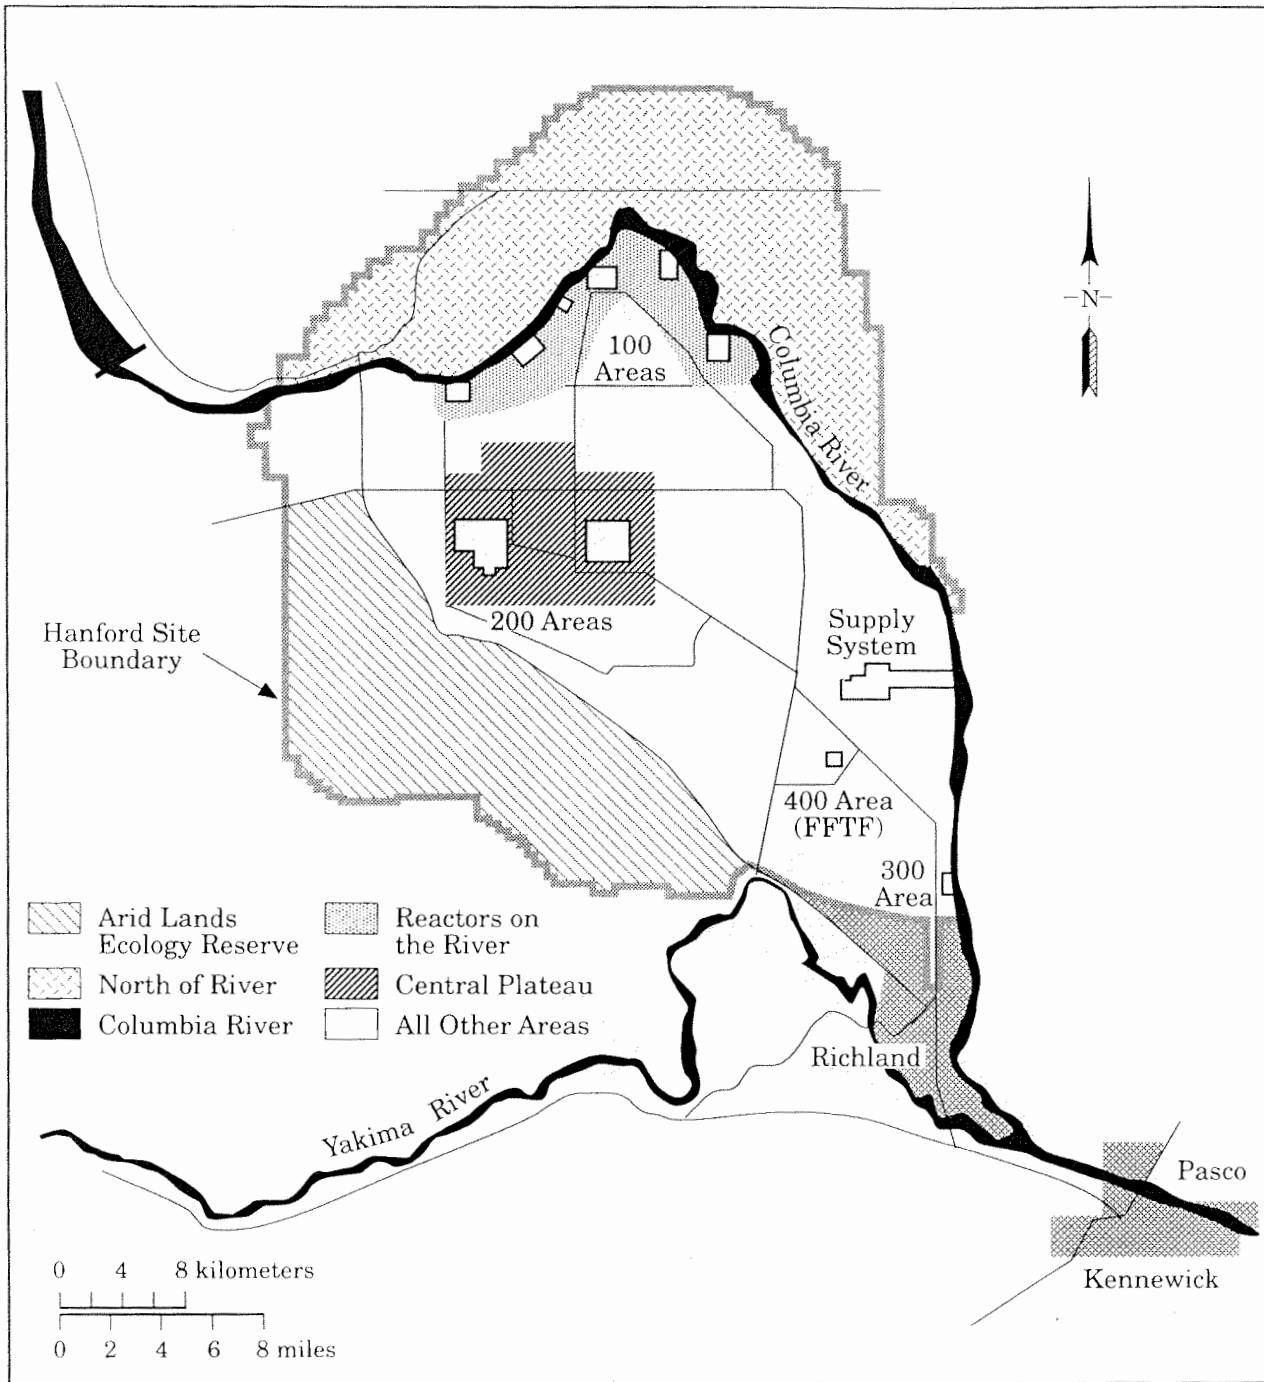 N
Columbia River
100
Areas
200 Areas
Hanford Site
Boundary
Supply
System
400 Area
(FFTF)
300
Area
Arid Lands
Ecology Reserve
North of River
Columbia River
Reactors on
the River
Central Plateau
All Other Areas
Richland
Yakima River
Pasco
Kennewick
0 4 8 kilometers
0 2 4 6 8 miles